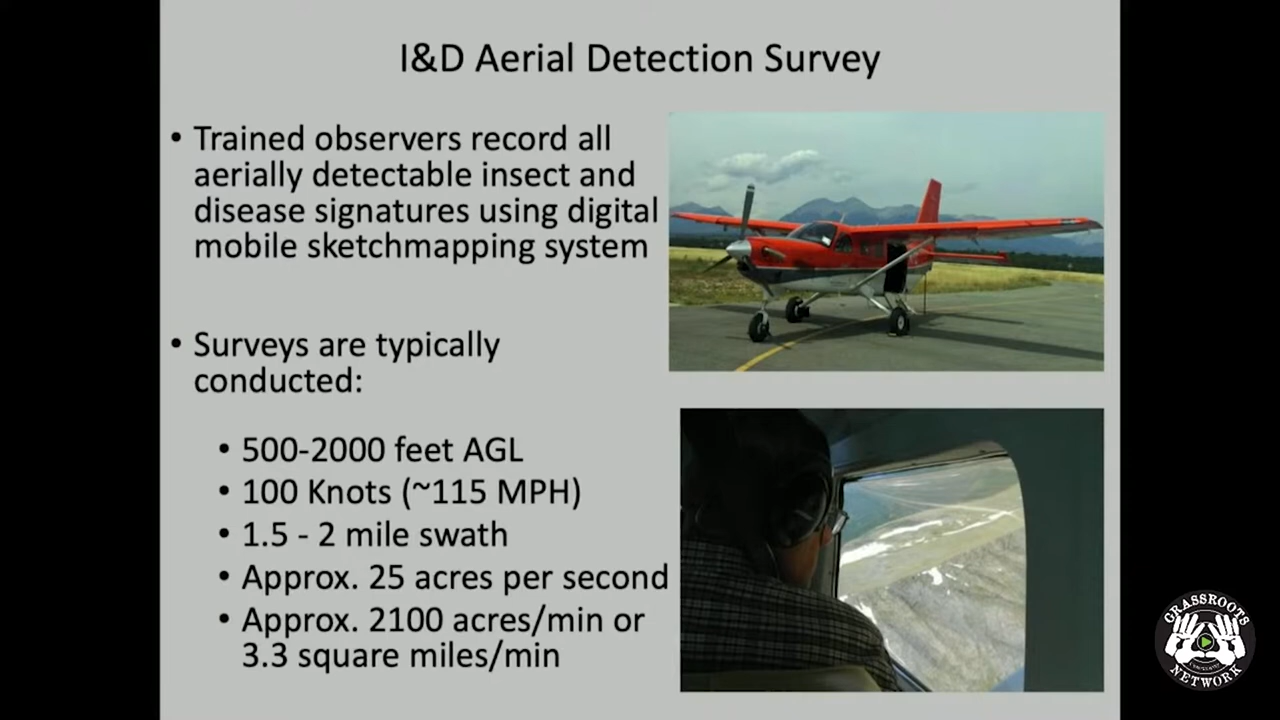 I&D Aerial Detection Survey
• Trained observers record all
aerially detectable insect and
disease signatures using digital
mobile sketchmapping system
• Surveys are typically
conducted:
• 500-2000 feet AGL
• 100 Knots (~115 MPH)
• 1.5 - 2 mile swath
• Approx. 25 acres per second
• Approx. 2100 acres/min or
3.3 square miles/min
GRASSROOTS
NETWORK